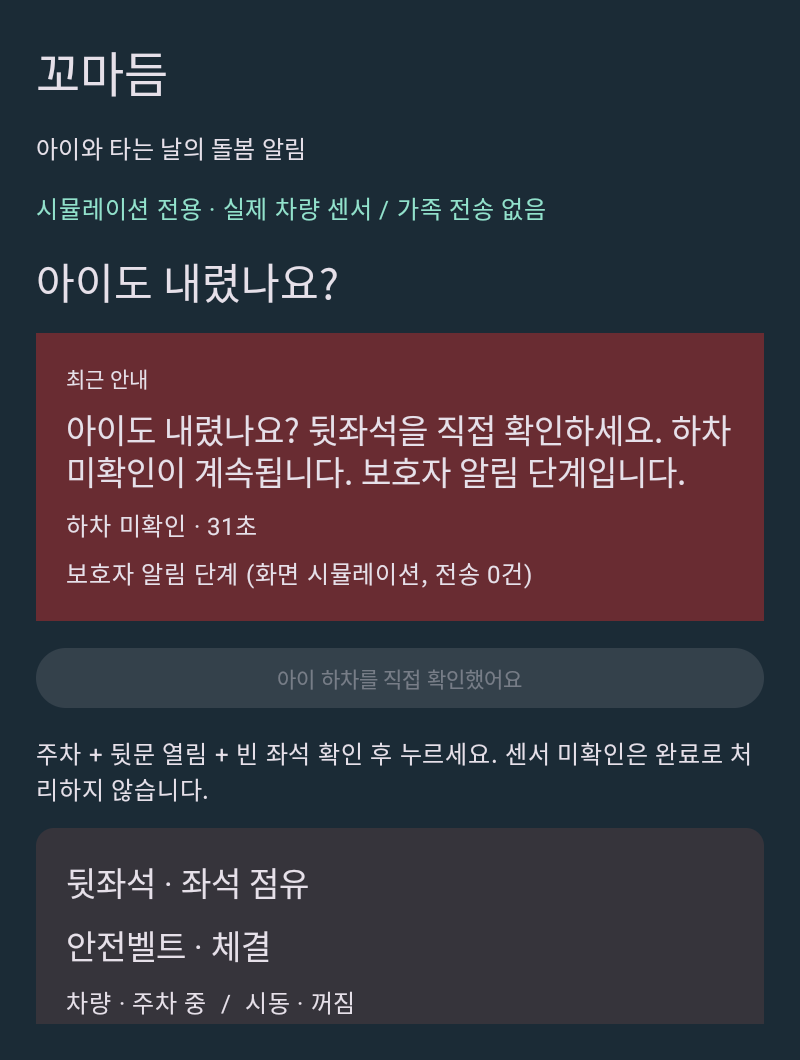 꼬마듬
아이와 타는 날의 돌봄 알림
시뮬레이션 전용 · 실제 차량 센서 / 가족 전송 없음
아이도 내렸나요?
최근 안내
아이도 내렸나요? 뒷좌석을 직접 확인하세요. 하차
미확인이 계속됩니다. 보호자 알림 단계입니다.
하차 미확인 · 31초
보호자 알림 단계 (화면 시뮬레이션, 전송 0건)
아이 하차를 직접 확인했어요
주차 + 뒷문 열림 + 빈 좌석 확인 후 누르세요. 센서 미확인은 완료로 처
리하지 않습니다.
뒷좌석 · 좌석 점유
안전벨트 · 체결
차량 · 주차 중 / 시동 · 꺼짐